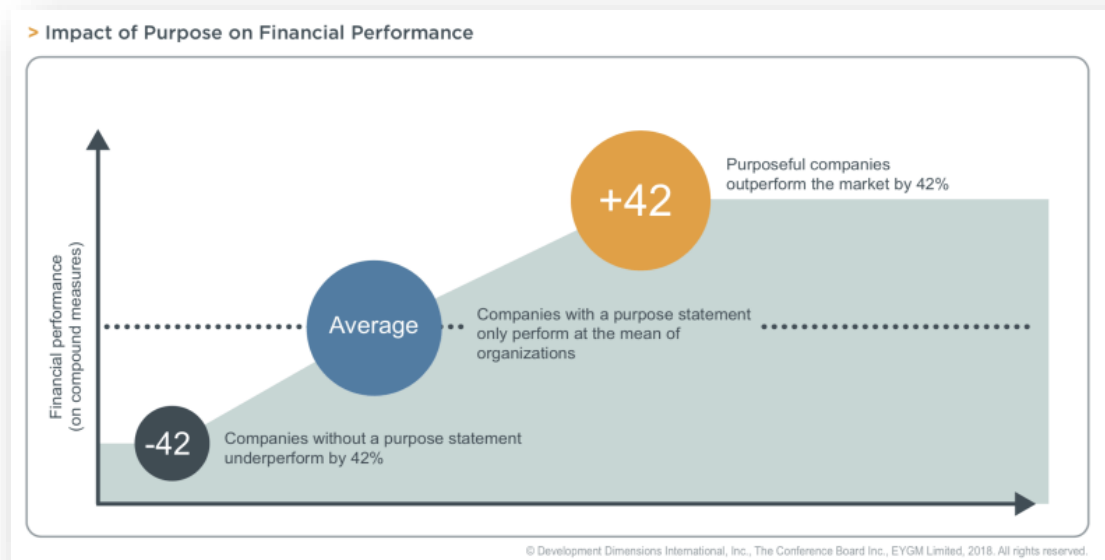 > Impact of Purpose on Financial Performance
+42
Purposeful companies
outperform the market by 42%
Financial performance
(on compound measures)
Average
Companies with a purpose statement
only perform at the mean of
organizations
-42
Companies without a purpose statement
underperform by 42%
© Development Dimensions International, Inc., The Conference Board Inc., EYGM Limited, 2018. All rights reserved.